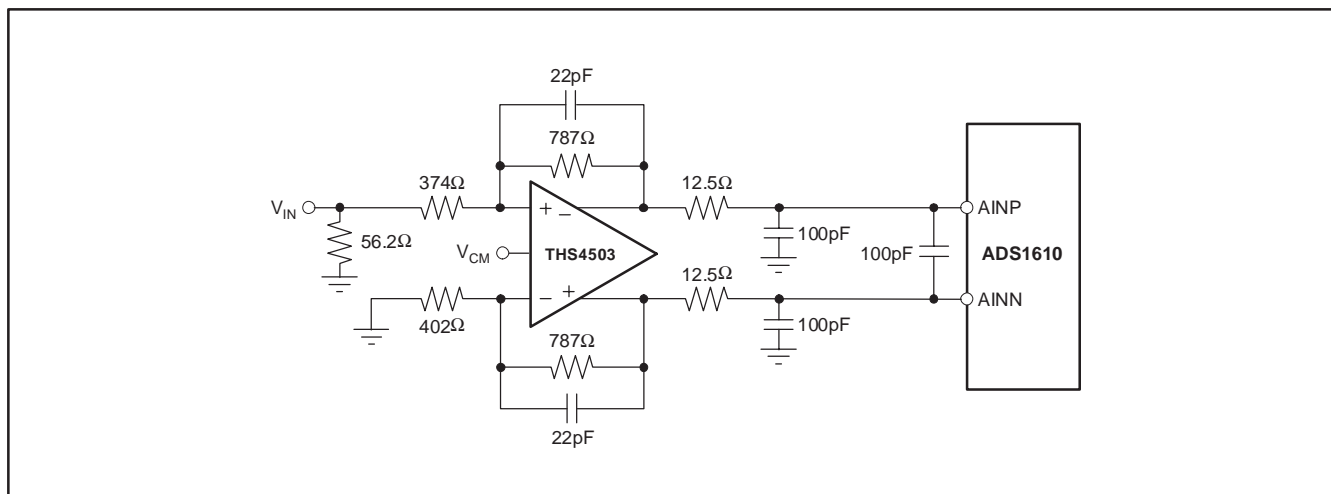 22pF
787Ω
374Ω
12.5Ω
V_IN
+ −
AINP
56.2Ω
100pF
V_CM
THS4503
100pF
ADS1610
12.5Ω
− +
AINN
402Ω
100pF
787Ω
22pF